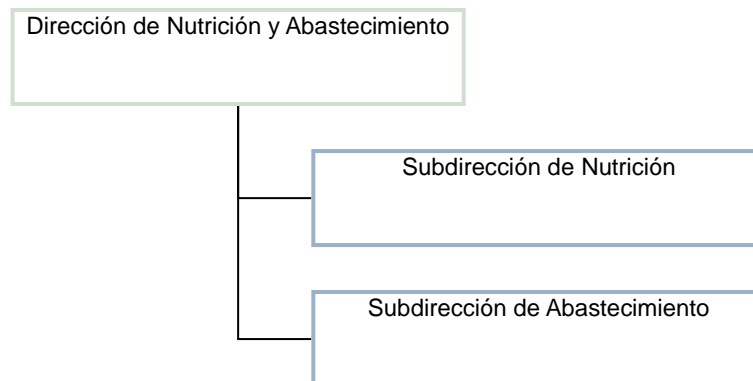 Dirección de Nutrición y Abastecimiento
Subdirección de Nutrición
Subdirección de Abastecimiento